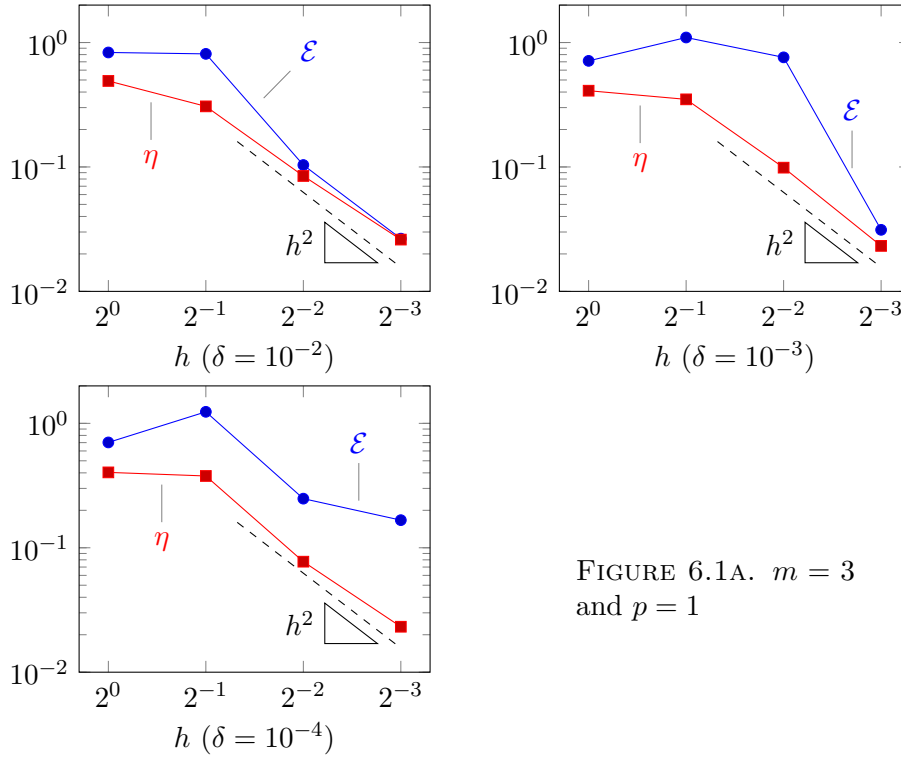 10^0
10^{-1}
10^{-2}
ℰ
η
h^2
2^0 2^{-1} 2^{-2} 2^{-3}
h (δ = 10^{-2})
10^0
10^{-1}
10^{-2}
ℰ
η
h^2
2^0 2^{-1} 2^{-2} 2^{-3}
h (δ = 10^{-3})
10^0
10^{-1}
10^{-2}
ℰ
η
h^2
2^0 2^{-1} 2^{-2} 2^{-3}
h (δ = 10^{-4})
FIGURE 6.1A. m = 3
and p = 1